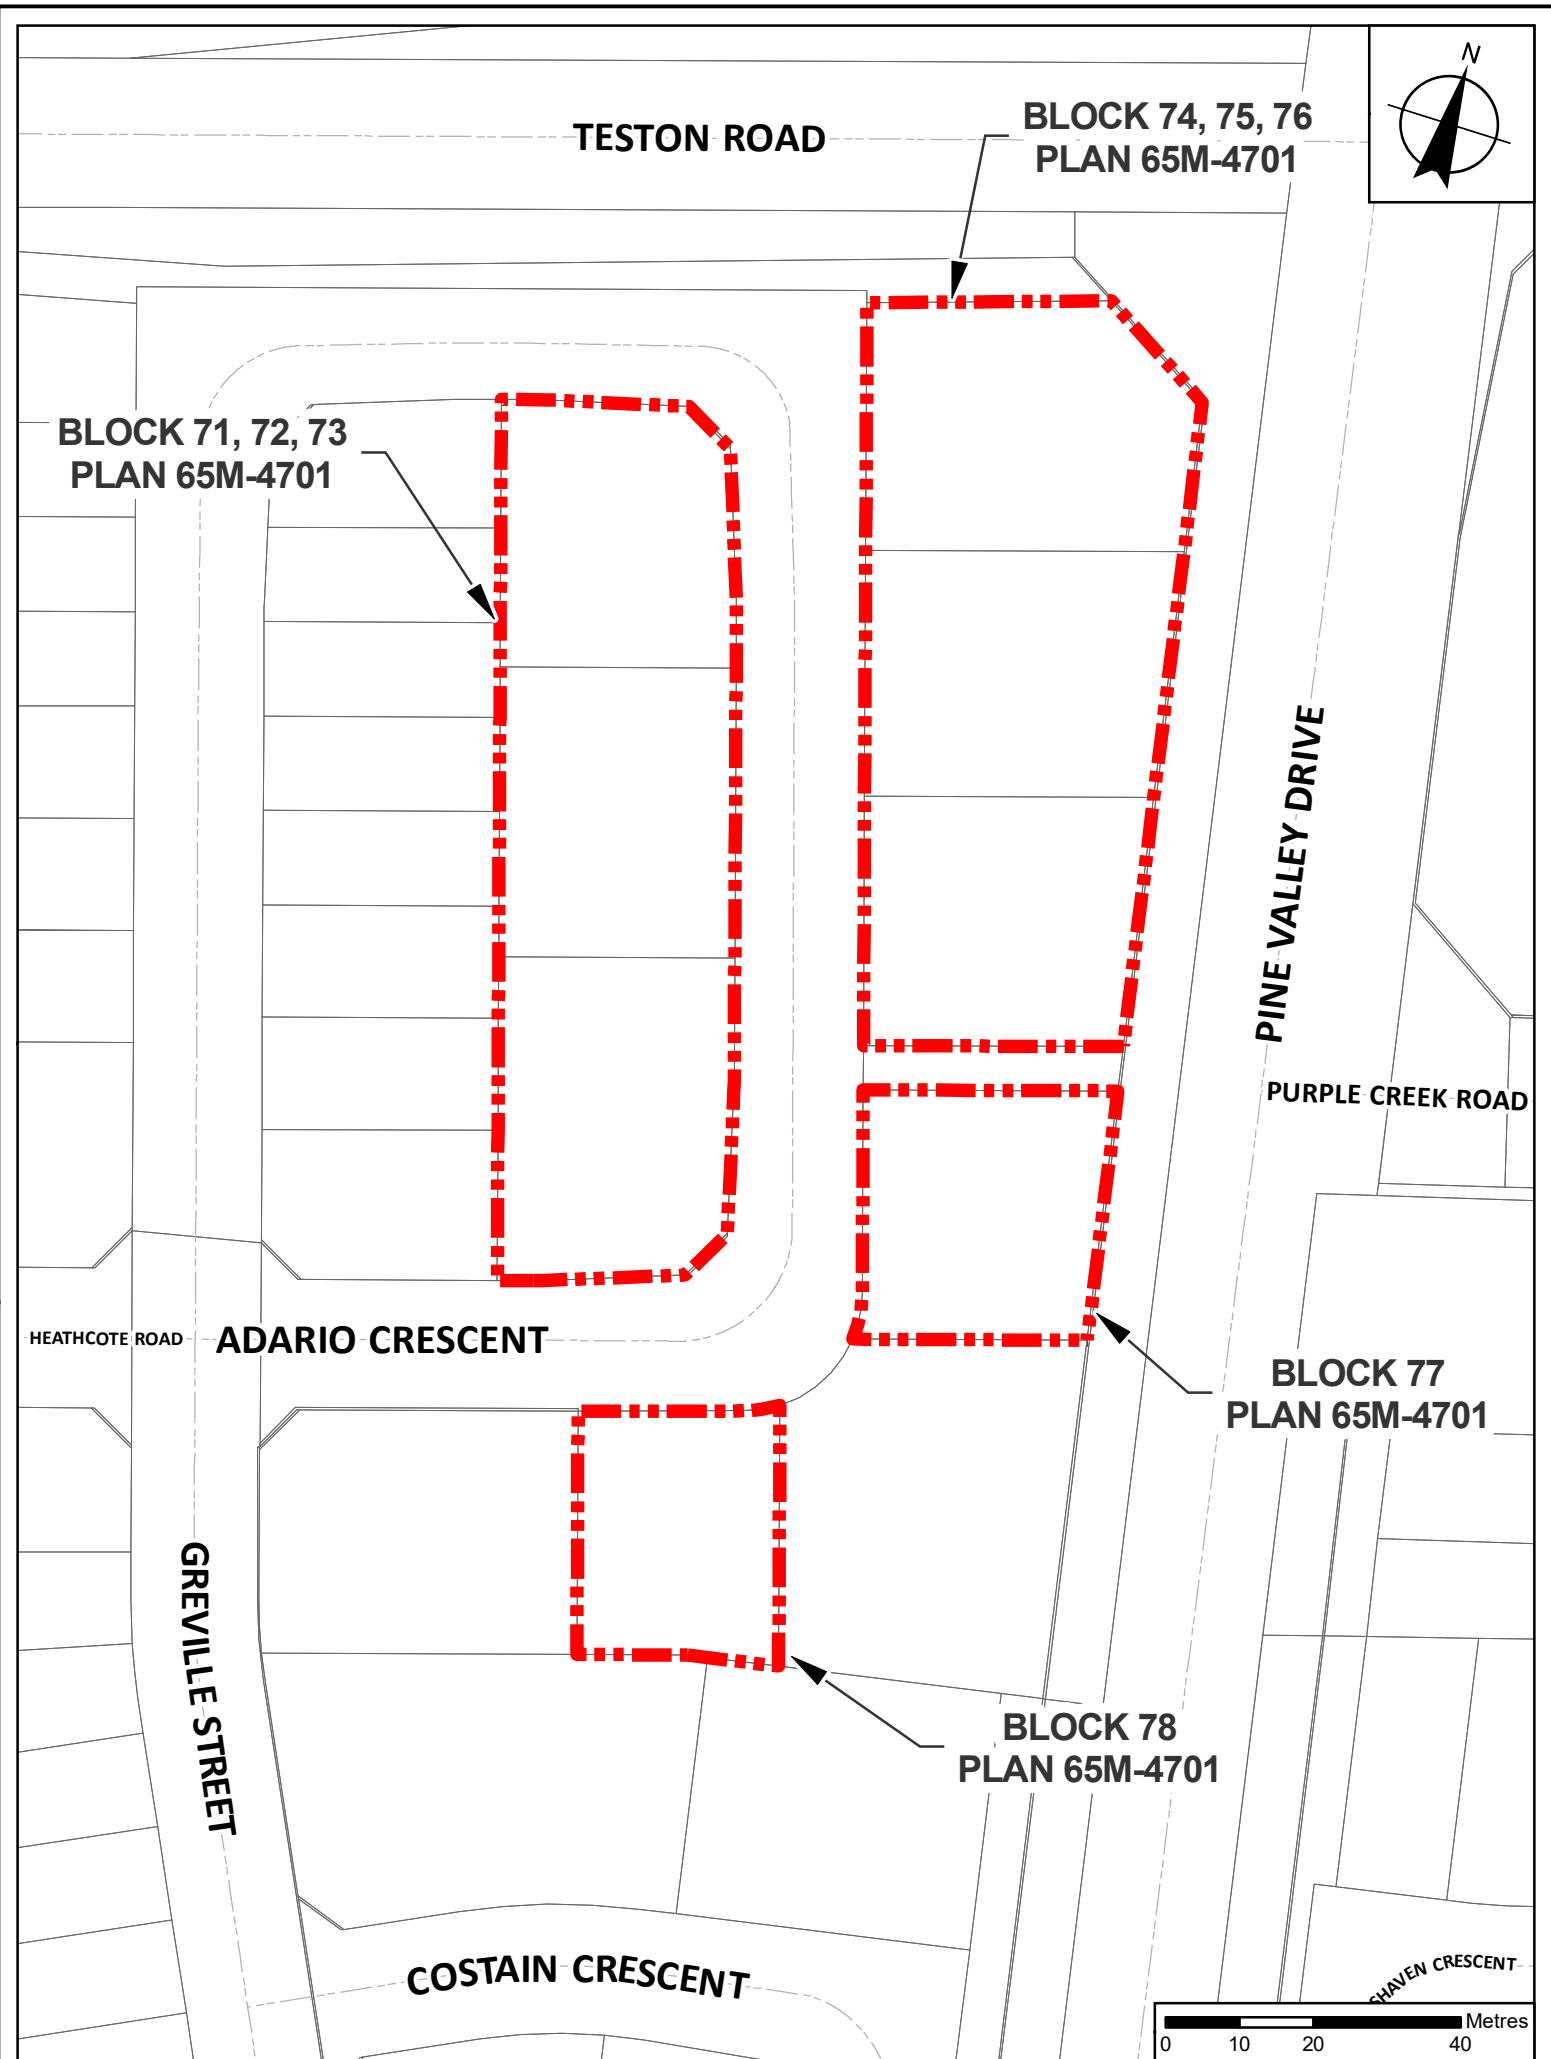 N
TESTON ROAD
BLOCK 74, 75, 76
PLAN 65M-4701
BLOCK 71, 72, 73
PLAN 65M-4701
PINE VALLEY DRIVE
PURPLE CREEK ROAD
HEATHCOTE ROAD
ADARIO CRESCENT
BLOCK 77
PLAN 65M-4701
GREVILLE STREET
BLOCK 78
PLAN 65M-4701
COSTAIN CRESCENT
SHAVEN CRESCENT
Metres
0 10 20 40